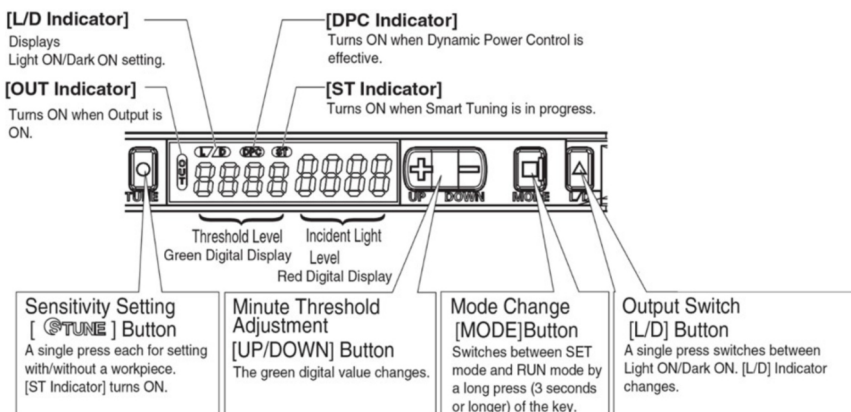 [L/D Indicator]
Displays
Light ON/Dark ON setting.
[DPC Indicator]
Turns ON when Dynamic Power Control is
effective.
[OUT Indicator]
Turns ON when Output is
ON.
[ST Indicator]
Turns ON when Smart Tuning is in progress.
L/D DPC ST
OUT
8888 8888
TUNE
UP DOWN
MODE
L/D
Threshold Level
Green Digital Display
Incident Light
Level
Red Digital Display
Sensitivity Setting
[ STUNE ] Button
A single press each for setting
with/without a workpiece.
[ST Indicator] turns ON.
Minute Threshold
Adjustment
[UP/DOWN] Button
The green digital value changes.
Mode Change
[MODE]Button
Switches between SET
mode and RUN mode by
a long press (3 seconds
or longer) of the key.
Output Switch
[L/D] Button
A single press switches between
Light ON/Dark ON. [L/D] Indicator
changes.